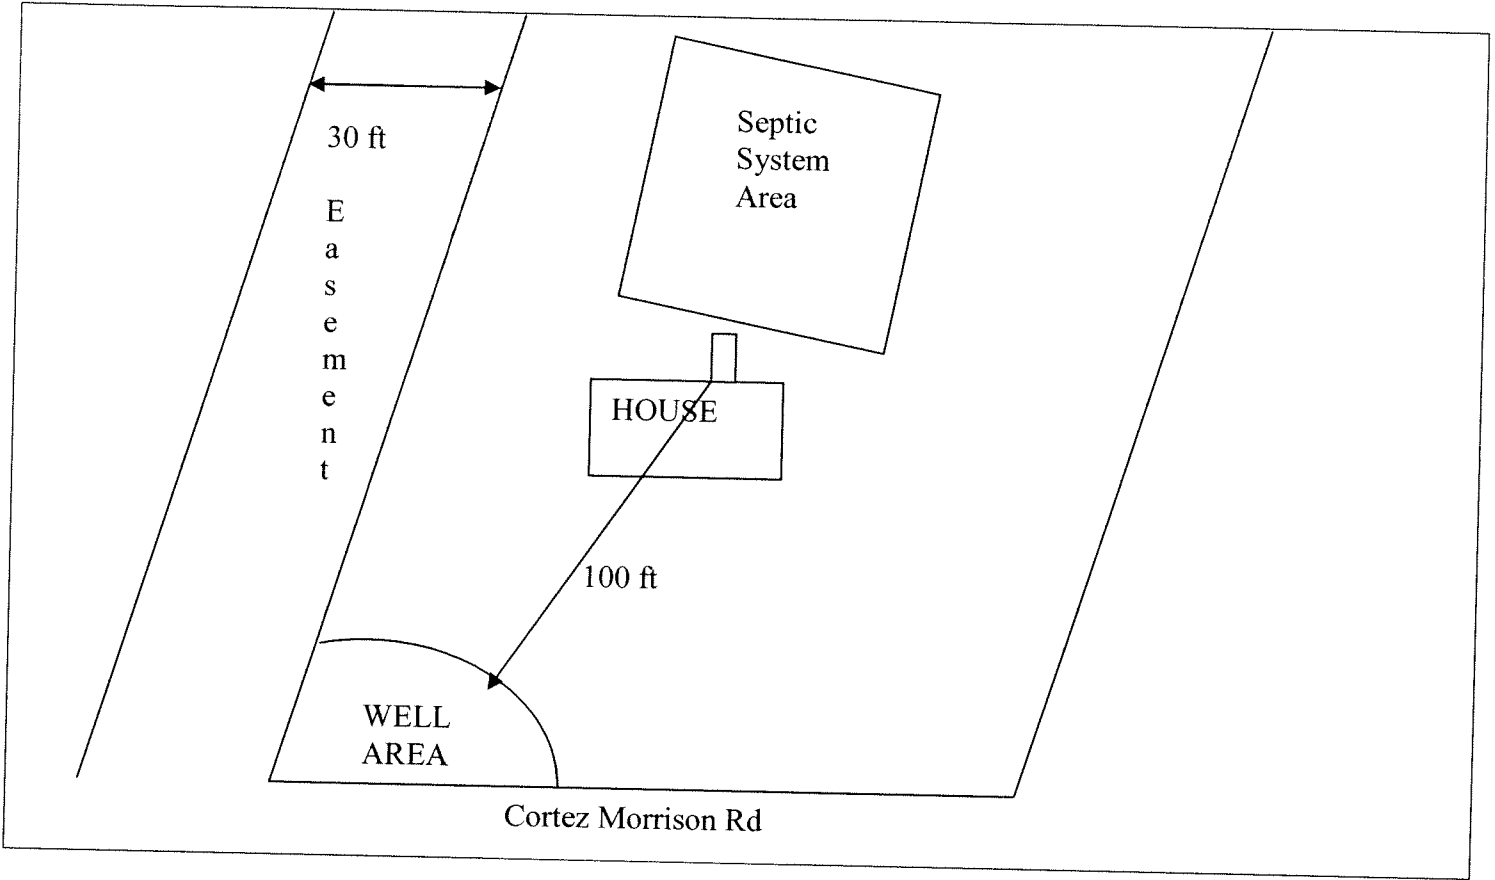 30 ft
E
a
s
e
m
e
n
t
Septic
System
Area
HOUSE
100 ft
WELL
AREA
Cortez Morrison Rd